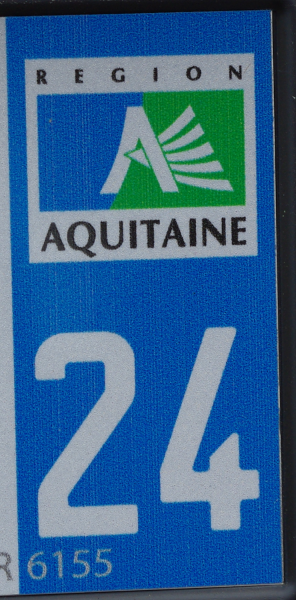 REGION
AQUITAINE
24
R 6155